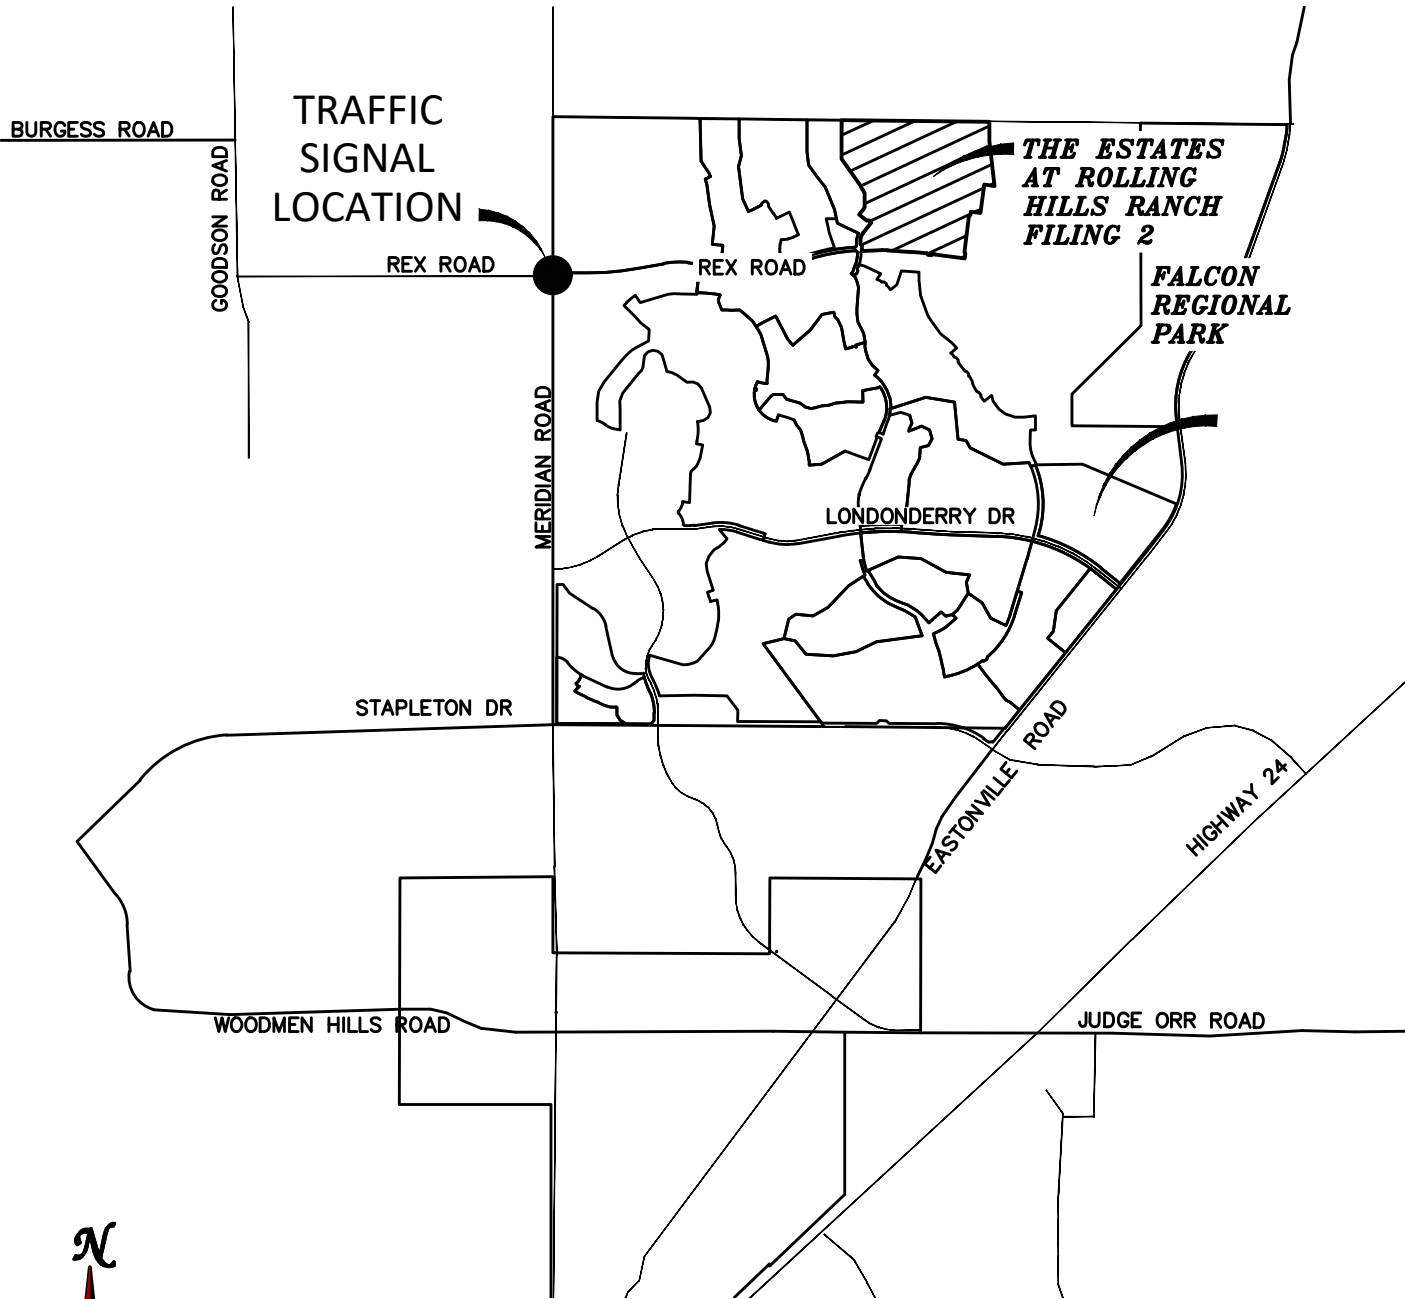 TRAFFIC
SIGNAL
LOCATION
BURGESS ROAD
GOODSON ROAD
THE ESTATES
AT ROLLING
HILLS RANCH
FILING 2
REX ROAD
REX ROAD
FALCON
REGIONAL
PARK
MERIDIAN ROAD
LONDONDERRY DR
STAPLETON DR
EASTONVILLE ROAD
HIGHWAY 24
WOODMEN HILLS ROAD
JUDGE ORR ROAD
N